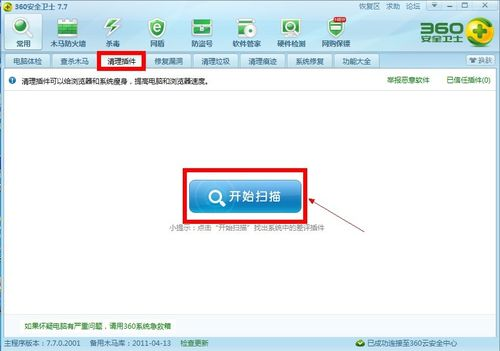 360安全卫士 7.7
恢复区 求助 论坛
常用 木马防火墙 杀毒 网盾 防盗号 软件管家 硬件检测 网购保镖
360
安全卫士
电脑体检 查杀木马 清理插件 修复漏洞 清理垃圾 清理痕迹 系统修复 功能大全 换肤
清理插件可以给浏览器和系统瘦身，提高电脑和浏览器速度。 举报恶意软件 已信任插件(0)
开始扫描
小提示：点击“开始扫描”找出系统中的差评插件
如果怀疑电脑有严重问题，请用360系统急救箱
主程序版本：7.7.0.2001 备用木马库：2011-04-13 检查更新 已成功连接至360云安全中心